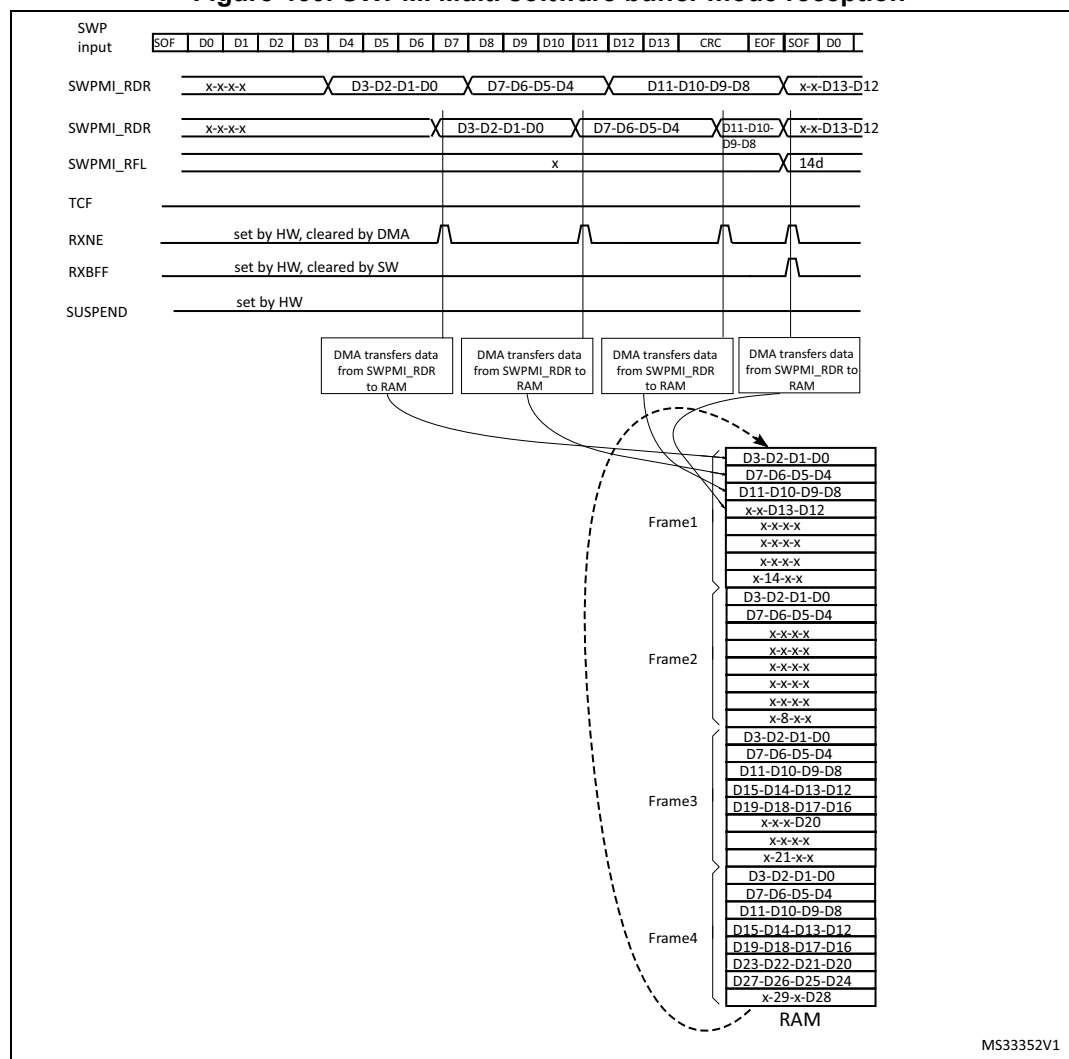 SWP
input SOF D0 D1 D2 D3 D4 D5 D6 D7 D8 D9 D10 D11 D12 D13 CRC EOF SOF D0
SWPMI_RDR x-x-x-x D3-D2-D1-D0 D7-D6-D5-D4 D11-D10-D9-D8 x-x-D13-D12
SWPMI_RDR x-x-x-x D3-D2-D1-D0 D7-D6-D5-D4 D11-D10-
D9-D8 x-x-D13-D12
SWPMI_RFL x 14d
TCF
RXNE set by HW, cleared by DMA
RXBFF set by HW, cleared by SW
SUSPEND set by HW
DMA transfers data
from SWPMI_RDR
to RAM
DMA transfers data
from SWPMI_RDR to
RAM
DMA transfers data
from SWPMI_RDR
to RAM
DMA transfers data
from SWPMI_RDR to
RAM
Frame1
D3-D2-D1-D0
D7-D6-D5-D4
D11-D10-D9-D8
x-x-D13-D12
x-x-x-x
x-x-x-x
x-x-x-x
x-14-x-x
Frame2
D3-D2-D1-D0
D7-D6-D5-D4
x-x-x-x
x-x-x-x
x-x-x-x
x-x-x-x
x-x-x-x
x-8-x-x
Frame3
D3-D2-D1-D0
D7-D6-D5-D4
D11-D10-D9-D8
D15-D14-D13-D12
D19-D18-D17-D16
x-x-x-D20
x-x-x-x
x-21-x-x
Frame4
D3-D2-D1-D0
D7-D6-D5-D4
D11-D10-D9-D8
D15-D14-D13-D12
D19-D18-D17-D16
D23-D22-D21-D20
D27-D26-D25-D24
x-29-x-D28
RAM
MS33352V1